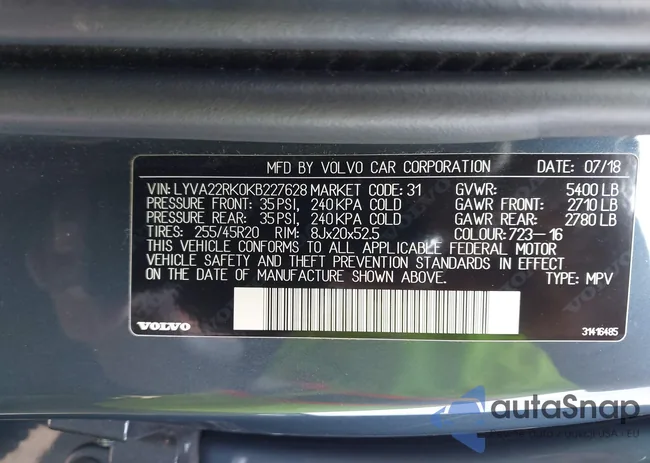 MFD BY VOLVO CAR CORPORATION DATE: 07/18
VIN: LYVA22RK0KB227628 MARKET CODE: 31 GVWR: 5400 LB
PRESSURE FRONT: 35 PSI, 240 KPA COLD GAWR FRONT: 2710 LB
PRESSURE REAR: 35 PSI, 240 KPA COLD GAWR REAR: 2780 LB
TIRES: 255/45R20 RIM: 8Jx20x52.5 COLOUR: 723-16
THIS VEHICLE CONFORMS TO ALL APPLICABLE FEDERAL MOTOR
VEHICLE SAFETY AND THEFT PREVENTION STANDARDS IN EFFECT
ON THE DATE OF MANUFACTURE SHOWN ABOVE. TYPE: MPV
VOLVO 31416485
autoSnap